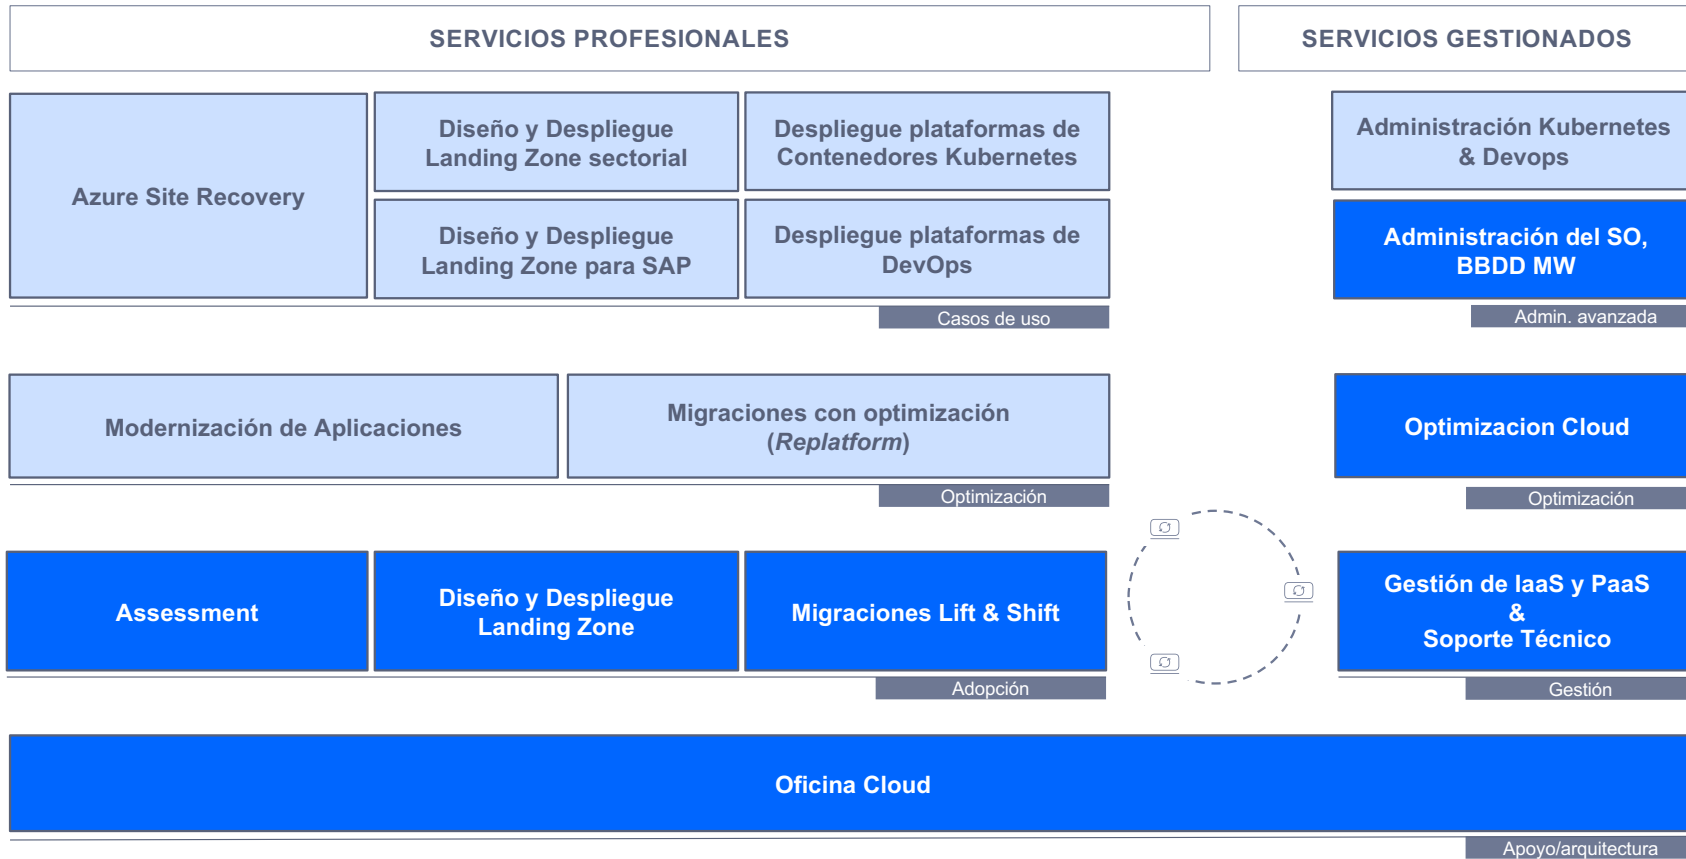 SERVICIOS PROFESIONALES
SERVICIOS GESTIONADOS
Azure Site Recovery
Diseño y Despliegue
Landing Zone sectorial
Despliegue plataformas de
Contenedores Kubernetes
Administración Kubernetes
& Devops
Diseño y Despliegue
Landing Zone para SAP
Despliegue plataformas de
DevOps
Administración del SO,
BBDD MW
Casos de uso
Admin. avanzada
Modernización de Aplicaciones
Migraciones con optimización
(Replatform)
Optimizacion Cloud
Optimización
Optimización
Assessment
Diseño y Despliegue
Landing Zone
Migraciones Lift & Shift
Gestión de IaaS y PaaS
&
Soporte Técnico
Adopción
Gestión
Oficina Cloud
Apoyo/arquitectura